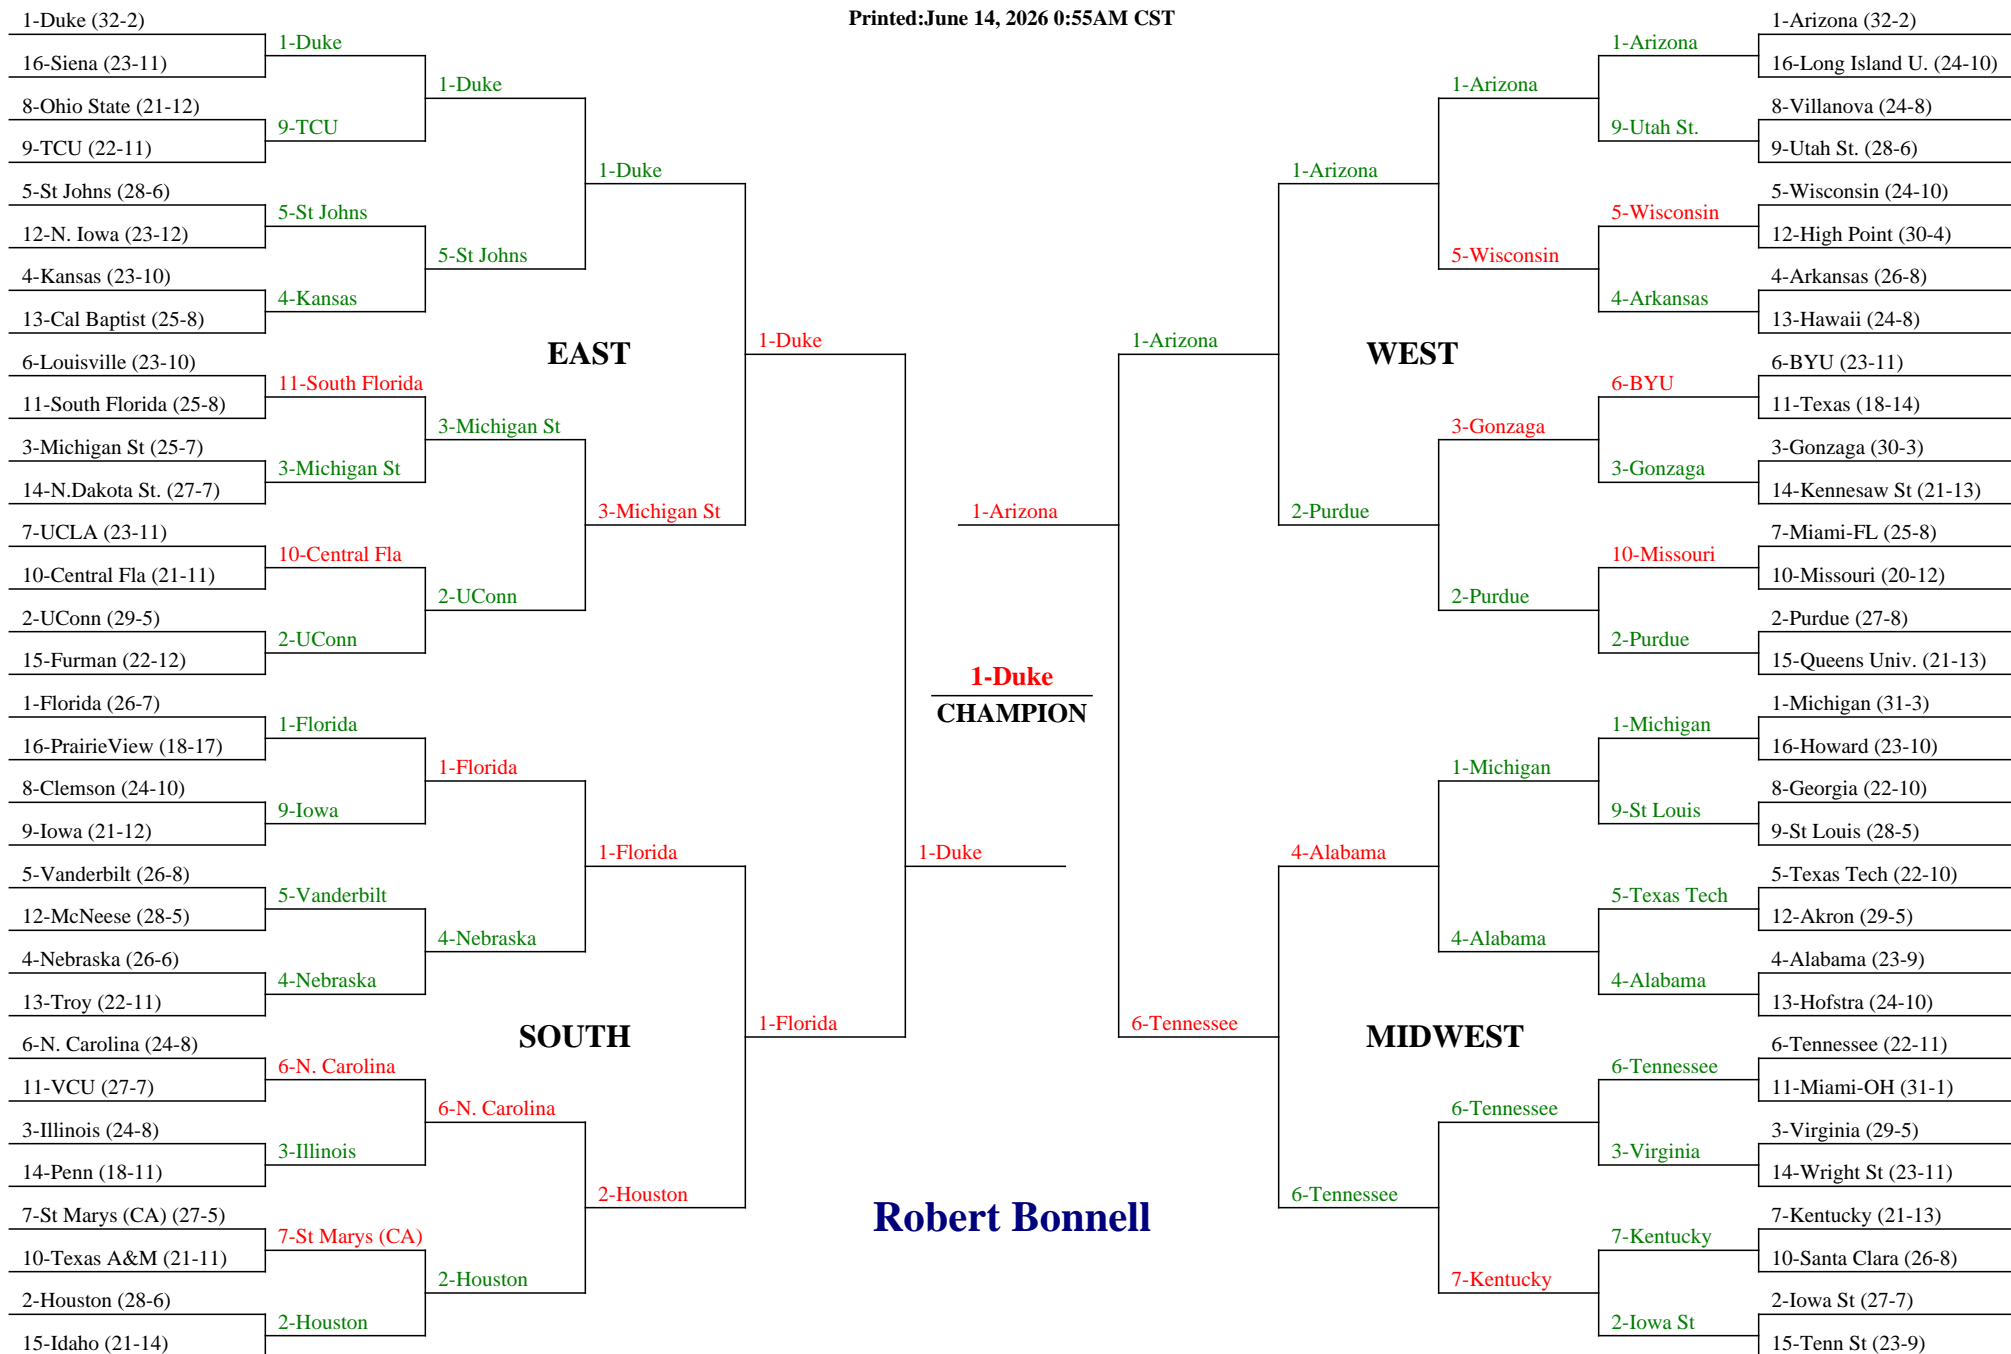 Printed:June 14, 2026 0:55AM CST
1-Duke (32-2)
16-Siena (23-11)
8-Ohio State (21-12)
9-TCU (22-11)
5-St Johns (28-6)
12-N. Iowa (23-12)
4-Kansas (23-10)
13-Cal Baptist (25-8)
6-Louisville (23-10)
11-South Florida (25-8)
3-Michigan St (25-7)
14-N.Dakota St. (27-7)
7-UCLA (23-11)
10-Central Fla (21-11)
2-UConn (29-5)
15-Furman (22-12)
1-Florida (26-7)
16-PrairieView (18-17)
8-Clemson (24-10)
9-Iowa (21-12)
5-Vanderbilt (26-8)
12-McNeese (28-5)
4-Nebraska (26-6)
13-Troy (22-11)
6-N. Carolina (24-8)
11-VCU (27-7)
3-Illinois (24-8)
14-Penn (18-11)
7-St Marys (CA) (27-5)
10-Texas A&M (21-11)
2-Houston (28-6)
15-Idaho (21-14)
1-Duke
9-TCU
5-St Johns
4-Kansas
11-South Florida
3-Michigan St
10-Central Fla
2-UConn
1-Florida
9-Iowa
5-Vanderbilt
4-Nebraska
6-N. Carolina
3-Illinois
7-St Marys (CA)
2-Houston
1-Duke
5-St Johns
3-Michigan St
2-UConn
1-Florida
4-Nebraska
6-N. Carolina
2-Houston
1-Duke
3-Michigan St
1-Florida
2-Houston
EAST
SOUTH
1-Duke
1-Florida
1-Duke
1-Arizona
1-Duke
CHAMPION
Robert Bonnell
1-Arizona
6-Tennessee
WEST
MIDWEST
1-Arizona
2-Purdue
4-Alabama
6-Tennessee
1-Arizona
5-Wisconsin
3-Gonzaga
2-Purdue
1-Michigan
4-Alabama
6-Tennessee
7-Kentucky
1-Arizona
9-Utah St.
5-Wisconsin
4-Arkansas
6-BYU
3-Gonzaga
10-Missouri
2-Purdue
1-Michigan
9-St Louis
5-Texas Tech
4-Alabama
6-Tennessee
3-Virginia
7-Kentucky
2-Iowa St
1-Arizona (32-2)
16-Long Island U. (24-10)
8-Villanova (24-8)
9-Utah St. (28-6)
5-Wisconsin (24-10)
12-High Point (30-4)
4-Arkansas (26-8)
13-Hawaii (24-8)
6-BYU (23-11)
11-Texas (18-14)
3-Gonzaga (30-3)
14-Kennesaw St (21-13)
7-Miami-FL (25-8)
10-Missouri (20-12)
2-Purdue (27-8)
15-Queens Univ. (21-13)
1-Michigan (31-3)
16-Howard (23-10)
8-Georgia (22-10)
9-St Louis (28-5)
5-Texas Tech (22-10)
12-Akron (29-5)
4-Alabama (23-9)
13-Hofstra (24-10)
6-Tennessee (22-11)
11-Miami-OH (31-1)
3-Virginia (29-5)
14-Wright St (23-11)
7-Kentucky (21-13)
10-Santa Clara (26-8)
2-Iowa St (27-7)
15-Tenn St (23-9)